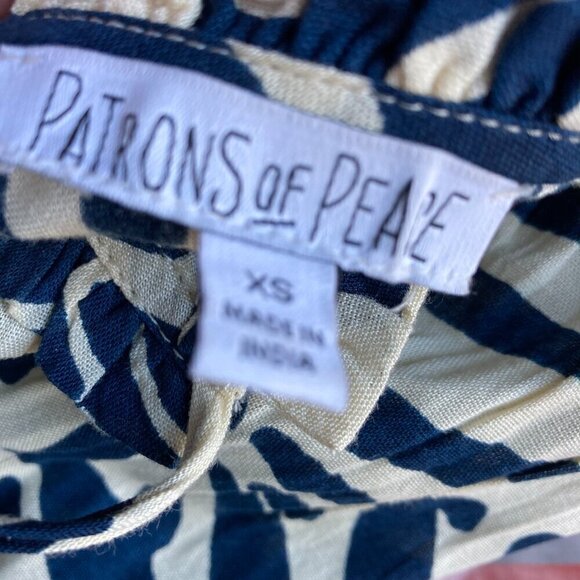 PATRONS OF PEACE
XS
MADE IN
INDIA